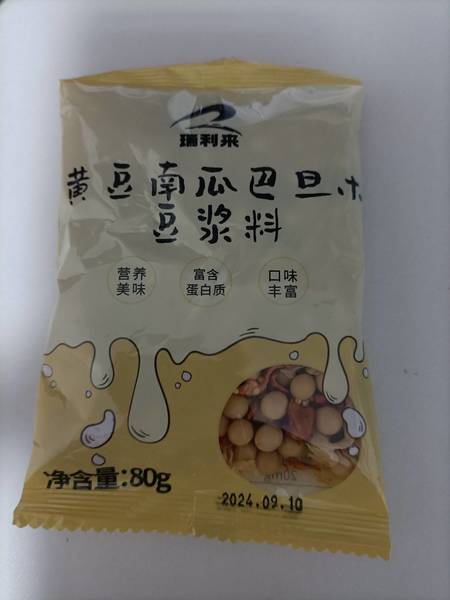 瑞利来
黄豆南瓜巴旦木
豆浆料
营养
美味
富含
蛋白质
口味
丰富
净含量:80g
2024.09.10